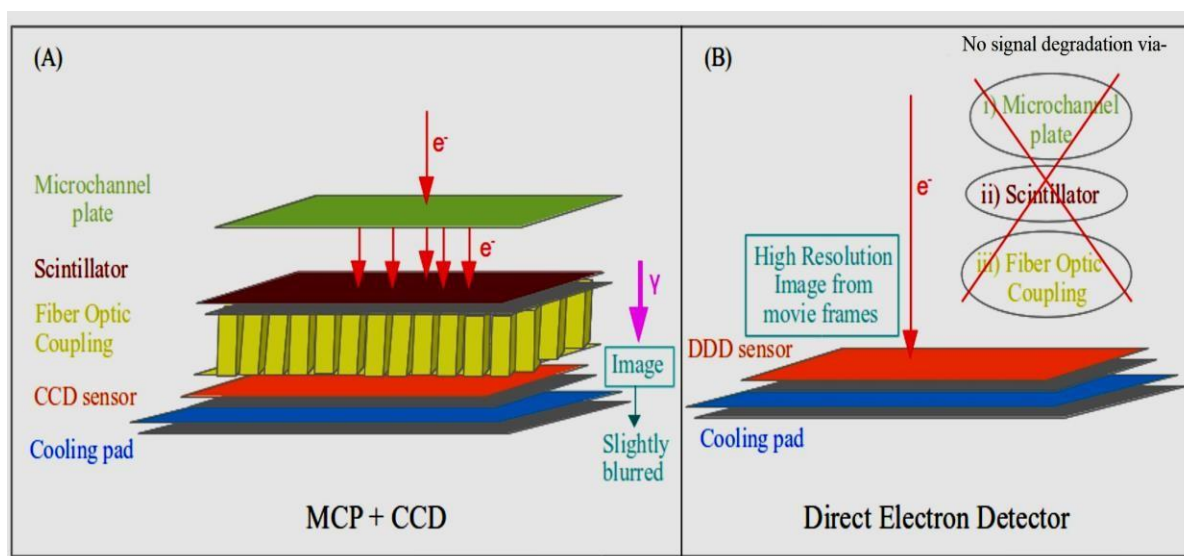 (A)
e⁻
Microchannel
plate
e⁻
Scintillator
Fiber Optic
Coupling
γ
Image
CCD sensor
Slightly
blurred
Cooling pad
MCP + CCD
(B)
No signal degradation via-
i) Microchannel
plate
e⁻
ii) Scintillator
High Resolution
Image from
movie frames
iii) Fiber Optic
Coupling
DDD sensor
Cooling pad
Direct Electron Detector